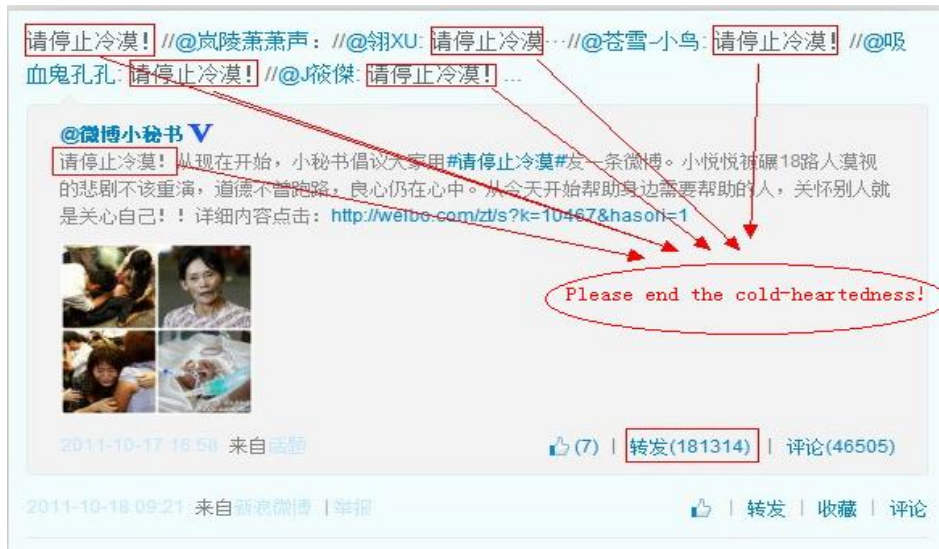 请停止冷漠! //@岚陵萧萧声：//@翎XU: 请停止冷漠…//@苍雪-小鸟: 请停止冷漠! //@吸
血鬼孔孔: 请停止冷漠! //@J筱傑: 请停止冷漠! ...
@微博小秘书 V
请停止冷漠! 从现在开始，小秘书倡议大家用#请停止冷漠#发一条微博。小悦悦被碾18路人漠视
的悲剧不该重演，道德不曾跑路，良心仍在心中。从今天开始帮助身边需要帮助的人，关怀别人就
是关心自己！！详细内容点击：http://weibo.com/zt/s?k=10467&hasori=1
Please end the cold-heartedness!
2011-10-17 16:58 来自话题 (7) | 转发(181314) | 评论(46505)
2011-10-18 09:21 来自新浪微博 | 举报 | 转发 | 收藏 | 评论